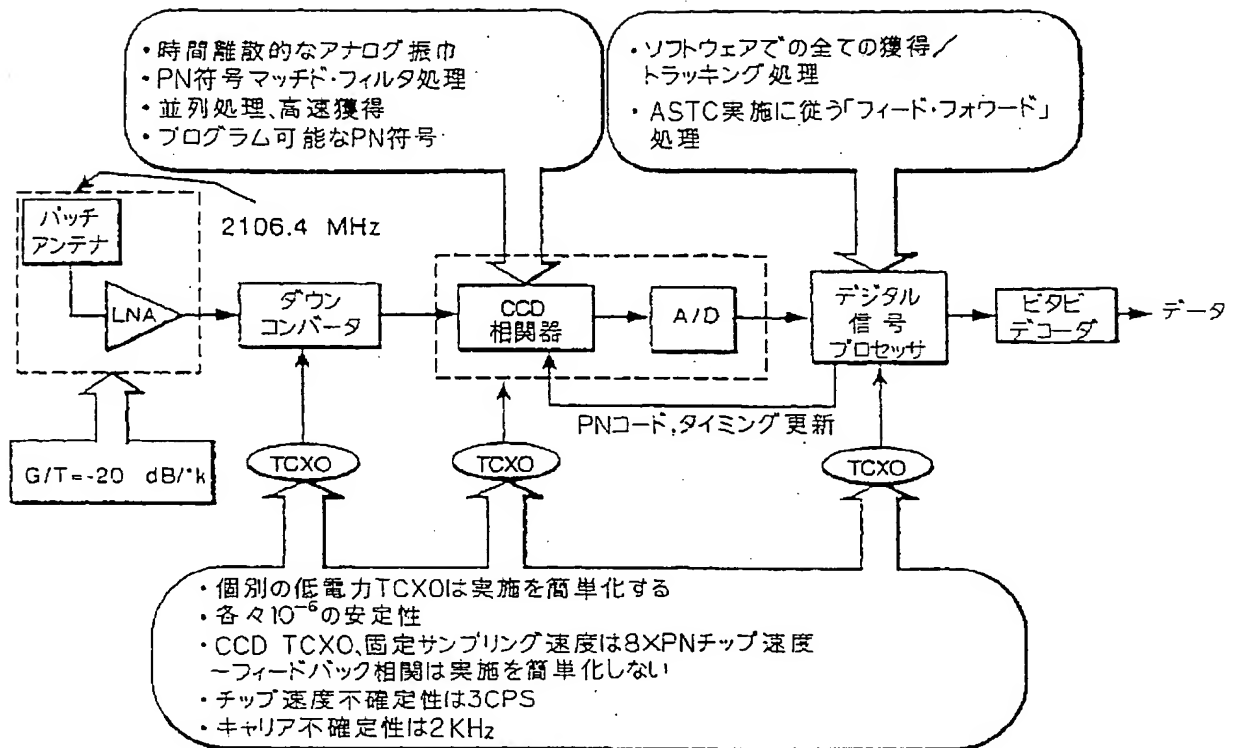 ・時間離散的なアナログ振巾
・PN符号マッチド・フィルタ処理
・並列処理、高速獲得
・プログラム可能なPN符号
・ソフトウェアでの全ての獲得／
トラッキング処理
・ASTC実施に従う「フィード・フォワード」
処理
パッチ
アンテナ
2106.4 MHz
LNA
ダウン
コンバータ
CCD
相関器
A/D
デジタル
信号
プロセッサ
ビタビ
デコーダ
データ
PNコード,タイミング更新
G/T=-20 dB/°k
TCXO
TCXO
TCXO
・個別の低電力TCXOは実施を簡単化する
・各々10⁻⁶の安定性
・CCD TCXO、固定サンプリング速度は8×PNチップ速度
～フィードバック相関は実施を簡単化しない
・チップ速度不確定性は3CPS
・キャリア不確定性は2KHz